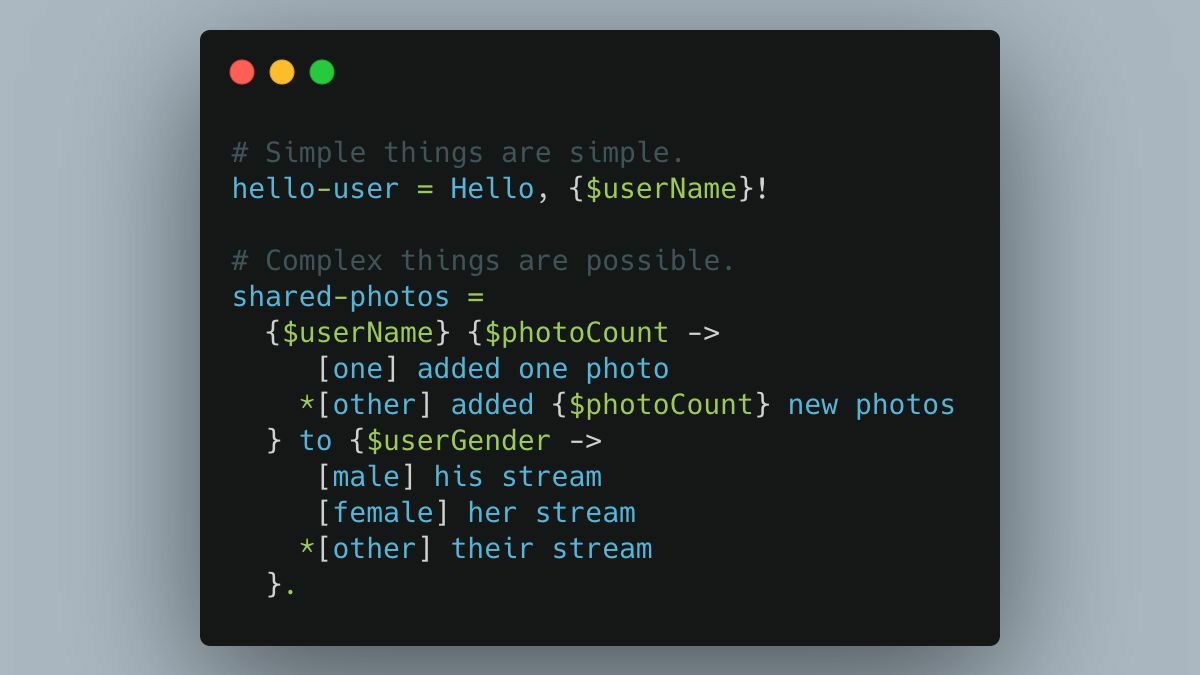 # Simple things are simple.
hello-user = Hello, {$userName}!

# Complex things are possible.
shared-photos =
  {$userName} {$photoCount ->
     [one] added one photo
    *[other] added {$photoCount} new photos
  } to {$userGender ->
     [male] his stream
     [female] her stream
    *[other] their stream
  }.